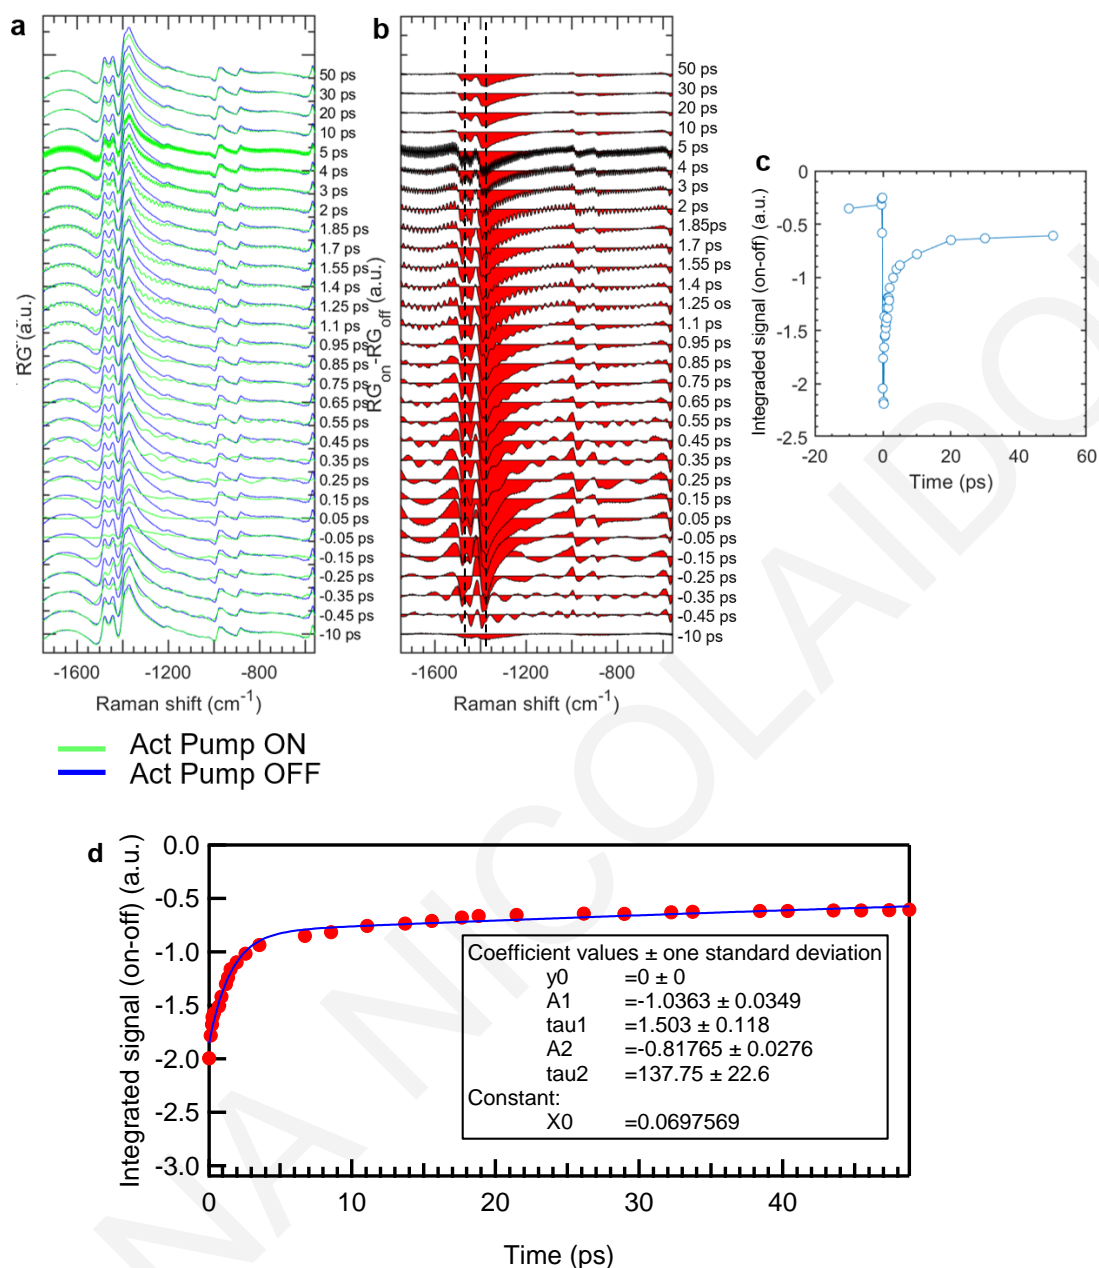 a
50 ps
30 ps
20 ps
10 ps
5 ps
4 ps
3 ps
2 ps
1.85 ps
1.7 ps
1.55 ps
1.4 ps
1.25 ps
1.1 ps
0.95 ps
0.85 ps
0.75 ps
0.65 ps
0.55 ps
0.45 ps
0.35 ps
0.25 ps
0.15 ps
0.05 ps
-0.05 ps
-0.15 ps
-0.25 ps
-0.35 ps
-0.45 ps
-10 ps
RG (a.u.)
-1600 -1200 -800
Raman shift (cm-1)
b
50 ps
30 ps
20 ps
10 ps
5 ps
4 ps
3 ps
2 ps
1.85ps
1.7 ps
1.55 ps
1.4 ps
1.25 os
1.1 ps
0.95 ps
0.85 ps
0.75 ps
0.65 ps
0.55 ps
0.45 ps
0.35 ps
0.25 ps
0.15 ps
0.05 ps
-0.05 ps
-0.15 ps
-0.25 ps
-0.35 ps
-0.45 ps
-10 ps
RGon -RGoff (a.u.)
-1600 -1200 -800
Raman shift (cm-1)
c
Integraded signal (on-off) (a.u.)
0
-0.5
-1
-1.5
-2
-2.5
-20 0 20 40 60
Time (ps)
Act Pump ON
Act Pump OFF
d
Integrated signal (on-off) (a.u.)
0.0
-0.5
-1.0
-1.5
-2.0
-2.5
-3.0
Coefficient values ± one standard deviation
y0 =0 ± 0
A1 =-1.0363 ± 0.0349
tau1 =1.503 ± 0.118
A2 =-0.81765 ± 0.0276
tau2 =137.75 ± 22.6
Constant:
X0 =0.0697569
0 10 20 30 40
Time (ps)
NA NICOLAIDOU